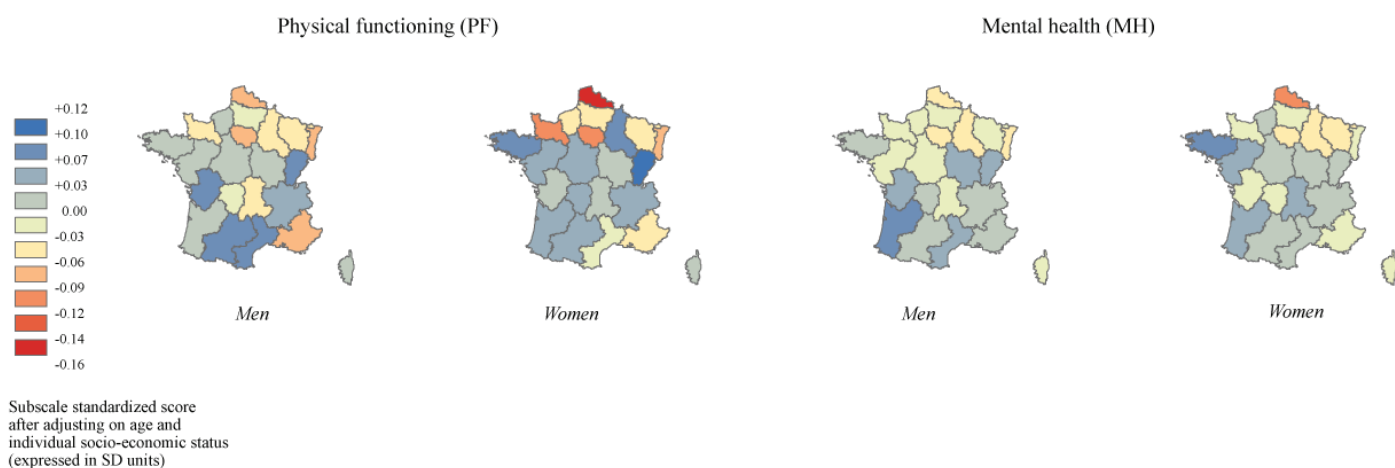 Physical functioning (PF)
Mental health (MH)
+0.12
+0.10
+0.07
+0.03
0.00
-0.03
-0.06
-0.09
-0.12
-0.14
-0.16
Men
Women
Men
Women
Subscale standardized score
after adjusting on age and
individual socio-economic status
(expressed in SD units)